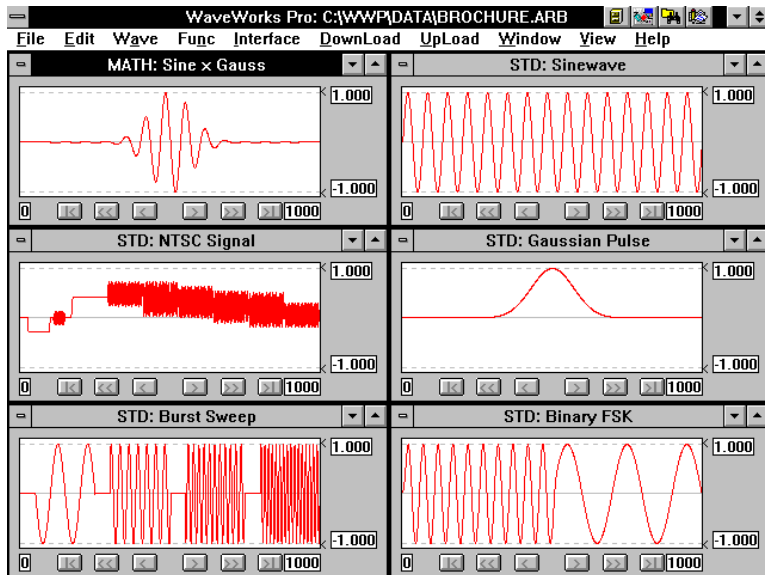 WaveWorks Pro: C:\WWP\DATA\BROCHURE.ARB
File Edit Wave Func Interface DownLoad UpLoad Window View Help
MATH: Sine x Gauss
1.000
-1.000
0 |< << < > >> >| 1000
STD: Sinewave
1.000
-1.000
0 |< << < > >> >| 1000
STD: NTSC Signal
1.000
-1.000
0 |< << < > >> >| 1000
STD: Gaussian Pulse
1.000
-1.000
0 |< << < > >> >| 1000
STD: Burst Sweep
1.000
-1.000
0 |< << < > >> >| 1000
STD: Binary FSK
1.000
-1.000
0 |< << < > >> >| 1000